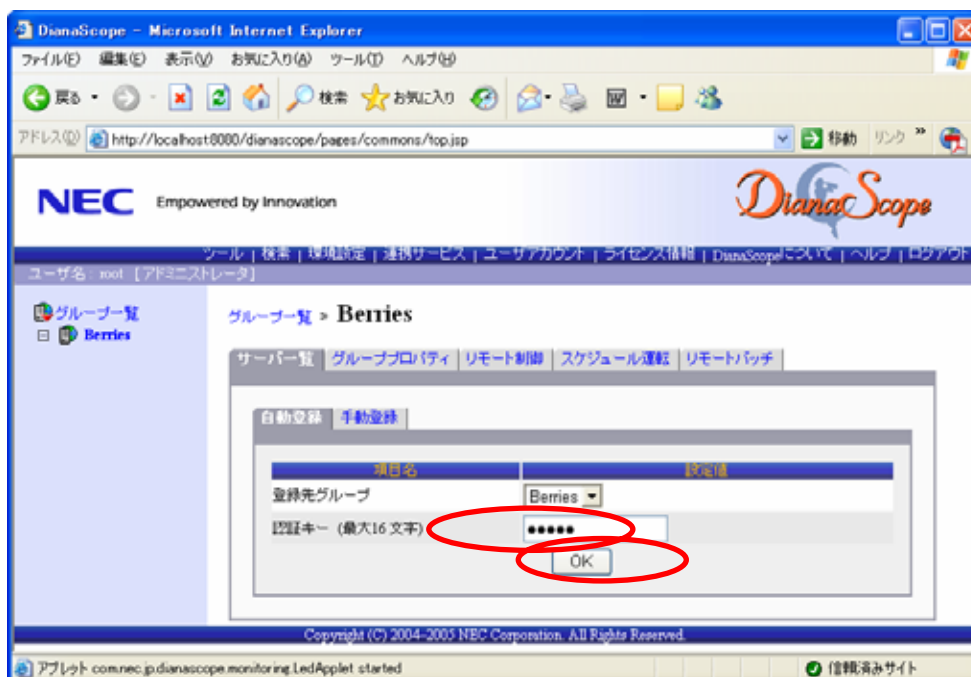 DianaScope - Microsoft Internet Explorer
ファイル(F) 編集(E) 表示(V) お気に入り(A) ツール(T) ヘルプ(H)
戻る 検索 お気に入り
アドレス(D) http://localhost:8080/dianascope/pages/commons/top.jsp 移動 リンク »
NEC Empowered by Innovation DianaScope
ツール | 検索 | 環境設定 | 連携サービス | ユーザアカウント | ライセンス情報 | DianaScopeについて | ヘルプ | ログアウト
ユーザ名 : root [アドミニストレータ]
グループ一覧
Berries
グループ一覧 » Berries
サーバ一覧 グループプロパティ リモート制御 スケジュール運転 リモートバッチ
自動登録 手動登録
項目名 設定値
登録先グループ Berries
認証キー (最大16 文字) ●●●●●
OK
Copyright (C) 2004-2005 NEC Corporation. All Rights Reserved.
アプレット com.nec.jp.dianascope.monitoring.LedApplet started 信頼済みサイト